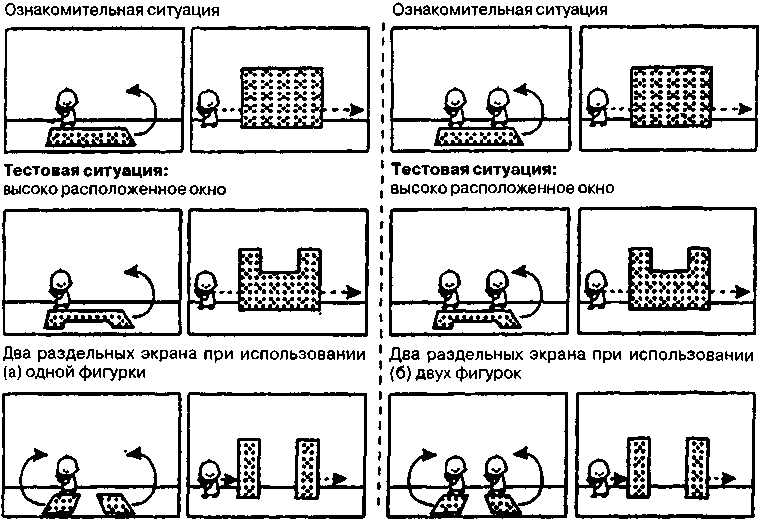 Ознакомительная ситуация
Тестовая ситуация:
высоко расположенное окно
Два раздельных экрана при использовании
(а) одной фигурки
Ознакомительная ситуация
Тестовая ситуация:
высоко расположенное окно
Два раздельных экрана при использовании
(б) двух фигурок